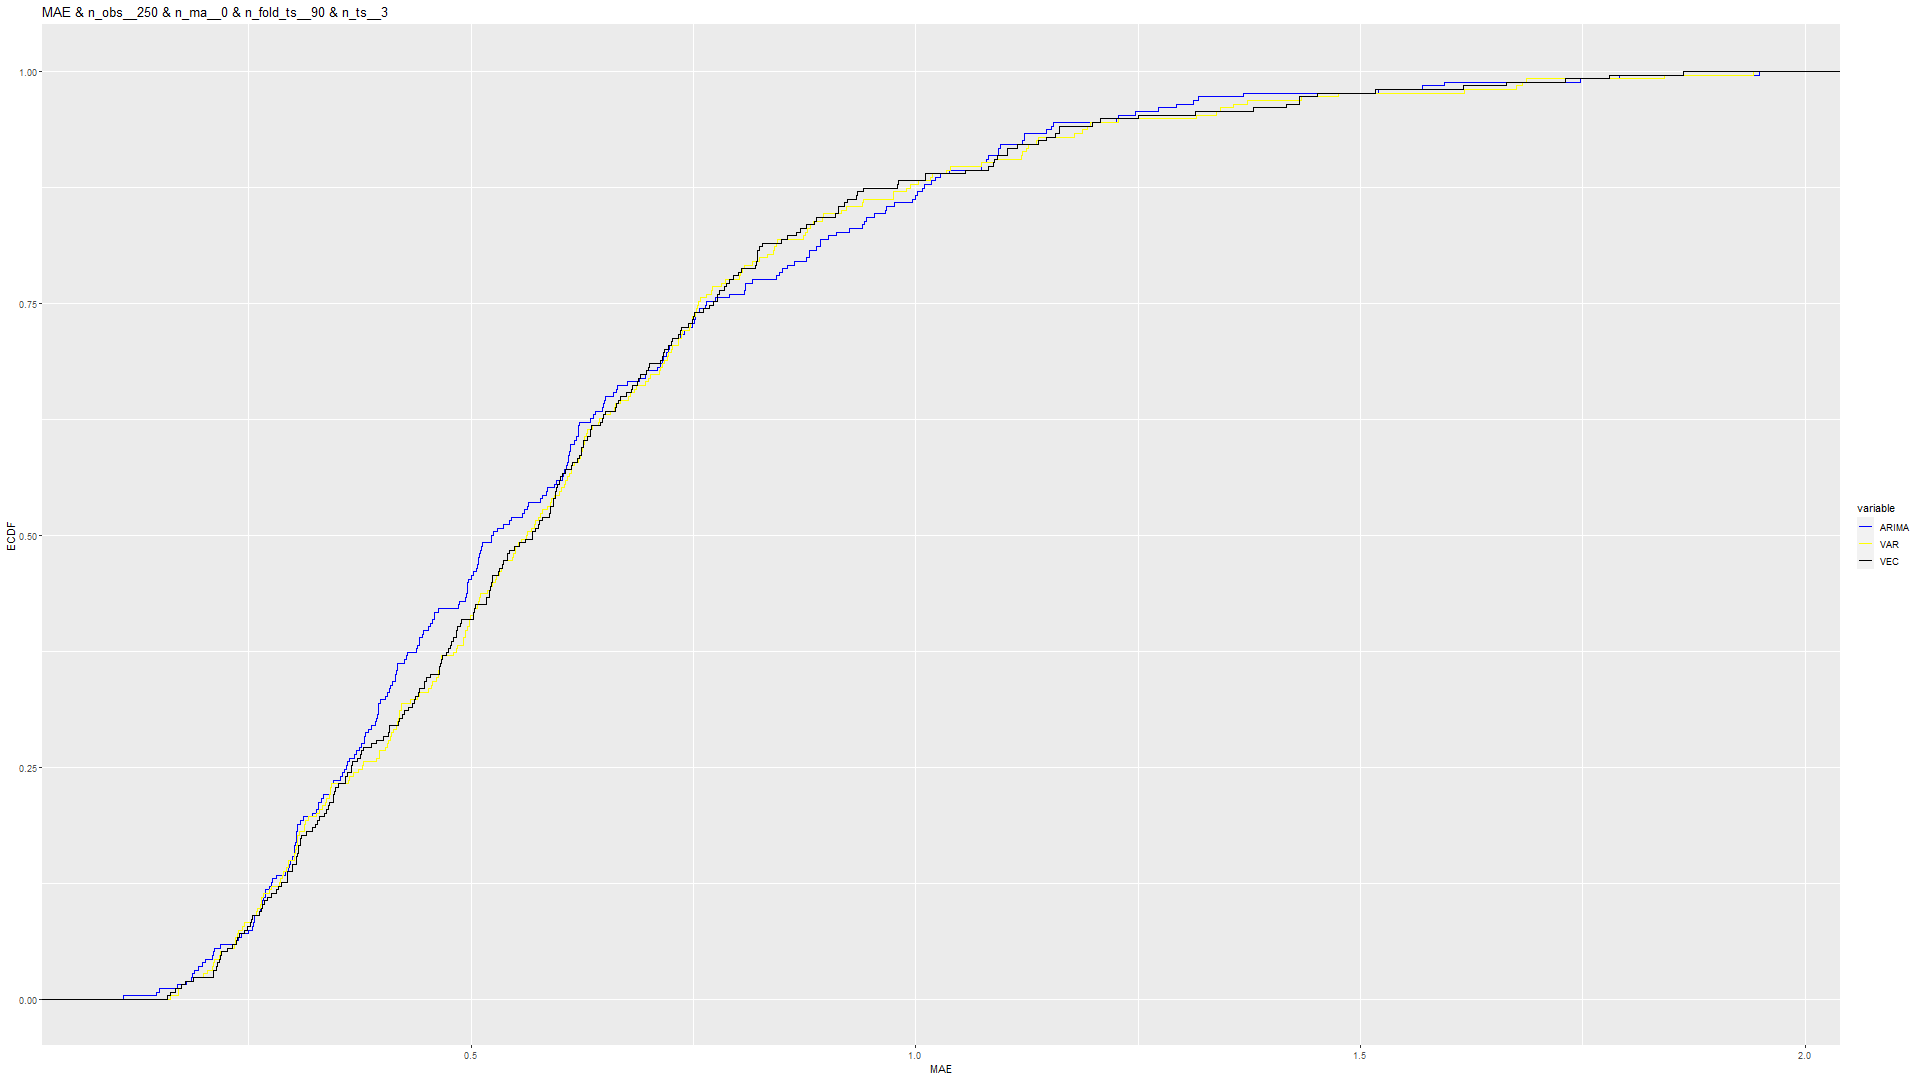 MAE & n_obs__250 & n_ma__0 & n_fold_ts__90 & n_ts__3
1.00
0.75
0.50
0.25
0.00
ECDF
0.5
1.0
1.5
2.0
MAE
variable
ARIMA
VAR
VEC